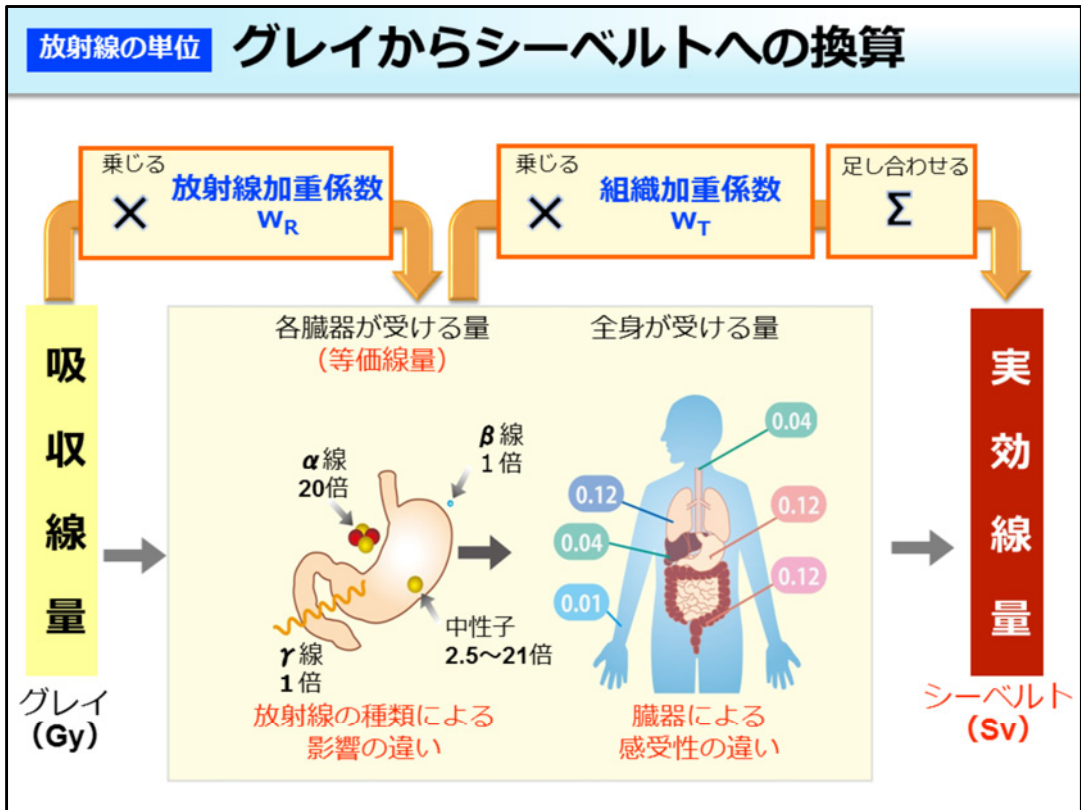 放射線の単位
グレイからシーベルトへの換算
乗じる
×
放射線加重係数
wR
乗じる
×
組織加重係数
wT
足し合わせる
Σ
吸収線量
グレイ
(Gy)
各臓器が受ける量
(等価線量)
α線
20倍
β線
1倍
中性子
2.5～21倍
γ線
1倍
放射線の種類による
影響の違い
全身が受ける量
0.04
0.12
0.12
0.04
0.12
0.01
臓器による
感受性の違い
実効線量
シーベルト
(Sv)